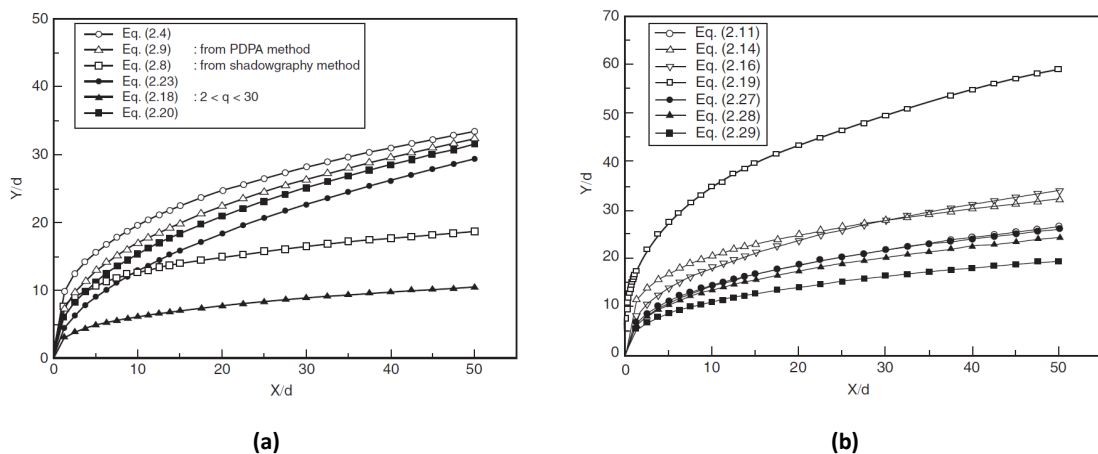 50
40
30
20
10
0
Y/d
Eq. (2.4)
Eq. (2.9) : from PDPA method
Eq. (2.8) : from shadowgraphy method
Eq. (2.23)
Eq. (2.18) : 2 < q < 30
Eq. (2.20)
0 10 20 30 40 50
X/d
(a)
70
60
50
40
30
20
10
0
Y/d
Eq. (2.11)
Eq. (2.14)
Eq. (2.16)
Eq. (2.19)
Eq. (2.27)
Eq. (2.28)
Eq. (2.29)
0 10 20 30 40 50
X/d
(b)